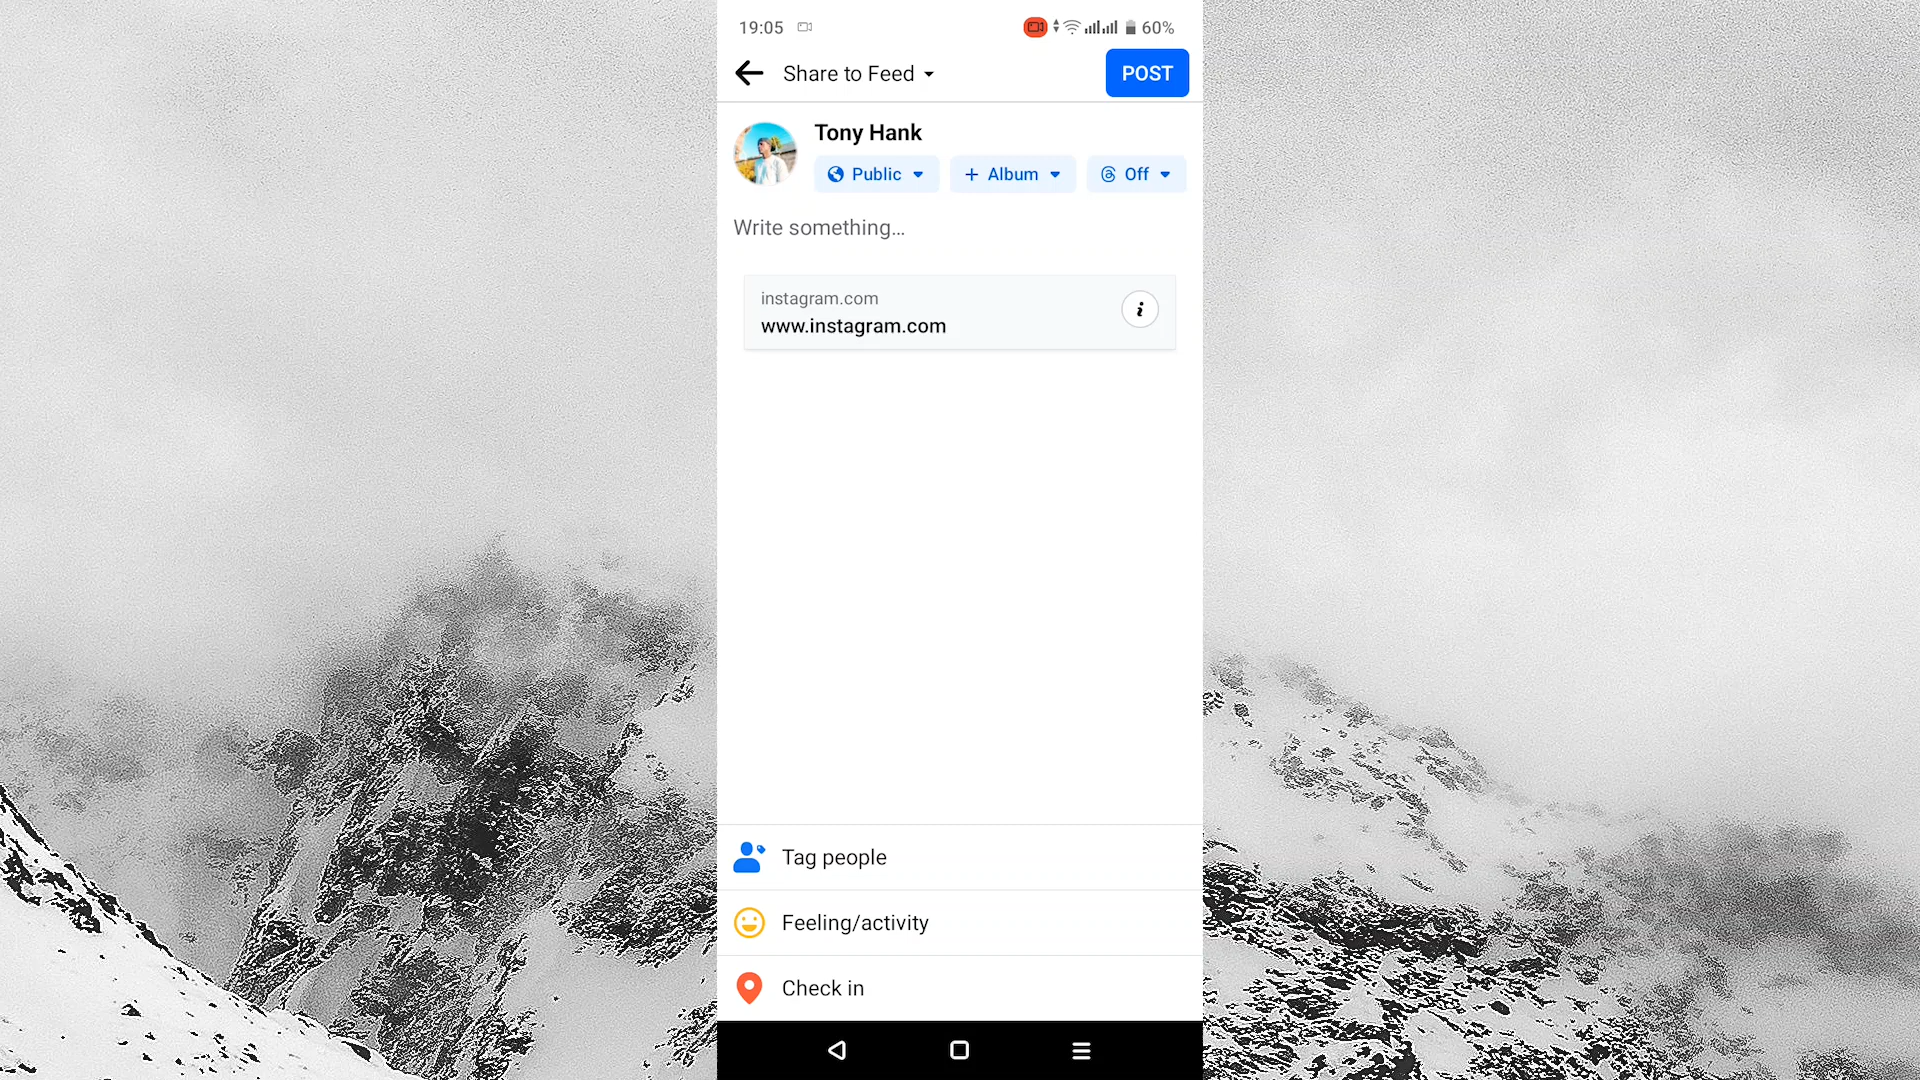 19:05
60%
Share to Feed
POST
Tony Hank
Public
+ Album
Off
Write something...
instagram.com
www.instagram.com
i
Tag people
Feeling/activity
Check in